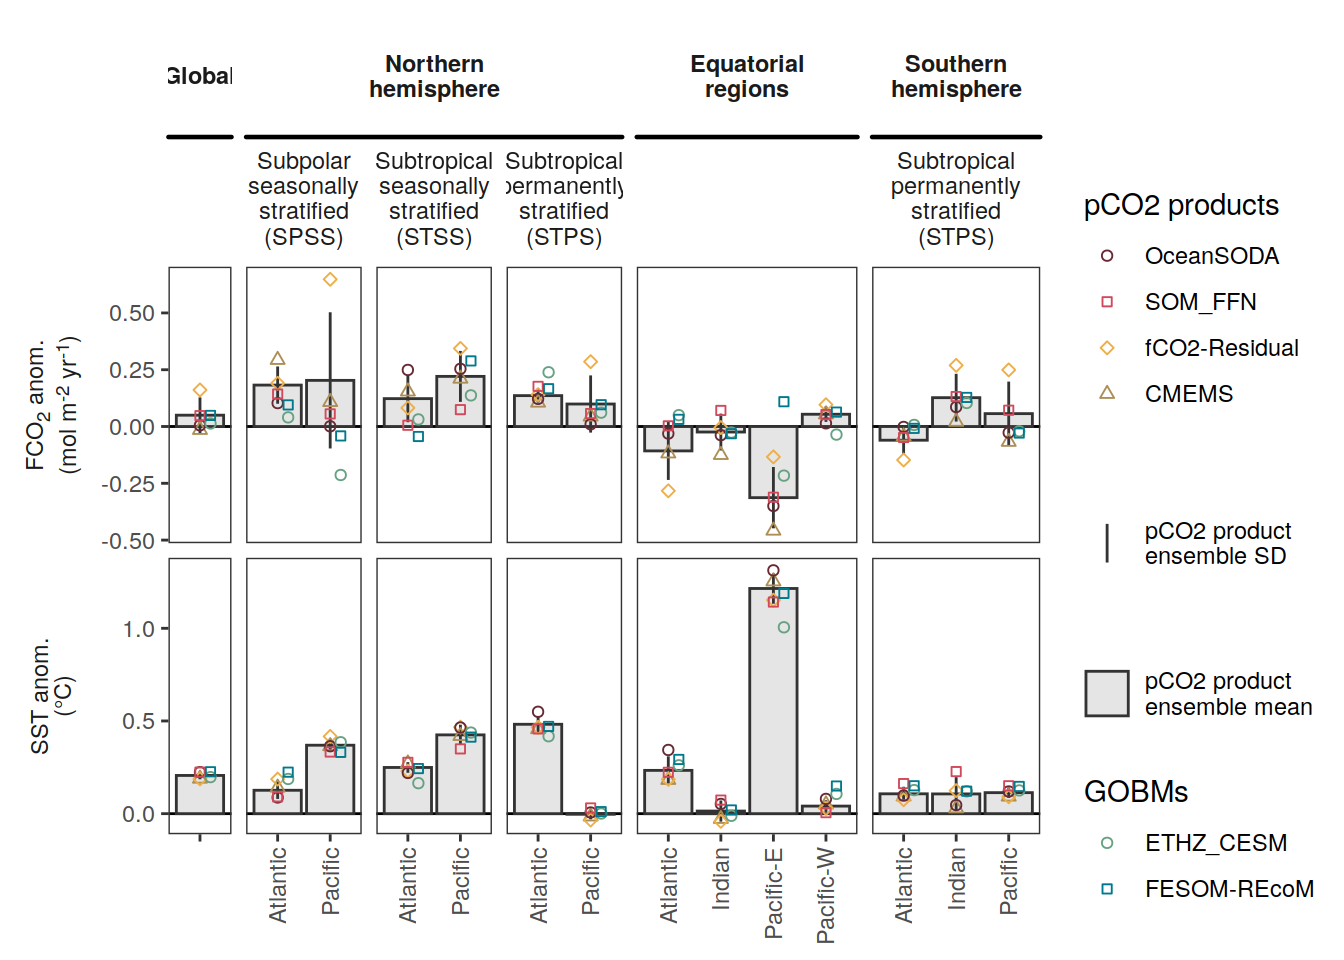 Global
Northern
hemisphere
Equatorial
regions
Southern
hemisphere
Subpolar
seasonally
stratified
(SPSS)
Subtropical
seasonally
stratified
(STSS)
Subtropical
permanently
stratified
(STPS)
Subtropical
permanently
stratified
(STPS)
FCO2 anom.
(mol m-2 yr-1)
0.50
0.25
0.00
-0.25
-0.50
SST anom.
(°C)
1.0
0.5
0.0
Atlantic
Pacific
Atlantic
Pacific
Atlantic
Pacific
Atlantic
Indian
Pacific-E
Pacific-W
Atlantic
Indian
Pacific
pCO2 products
OceanSODA
SOM_FFN
fCO2-Residual
CMEMS
pCO2 product
ensemble SD
pCO2 product
ensemble mean
GOBMs
ETHZ_CESM
FESOM-REcoM